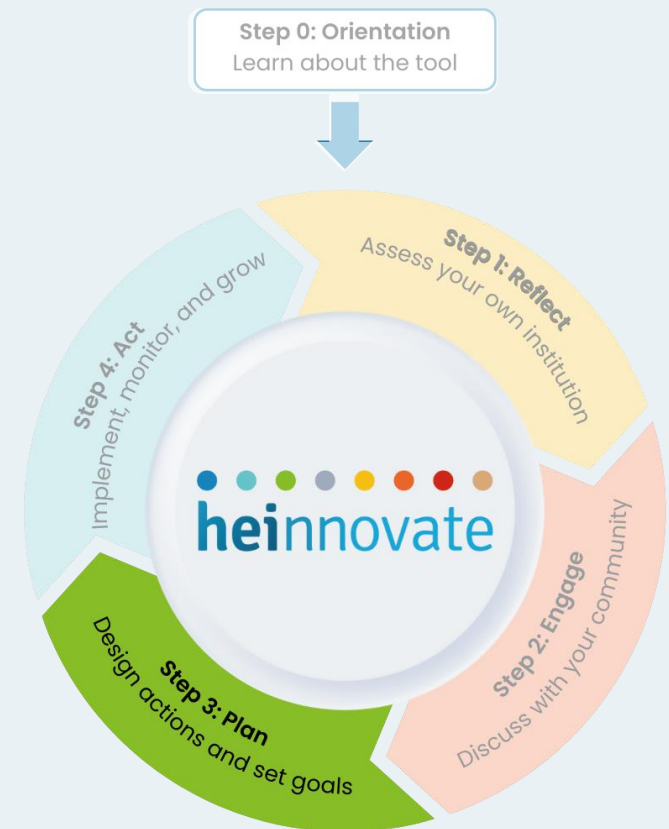 Step 0: Orientation
Learn about the tool
Step 1: Reflect
Assess your own institution
Step 2: Engage
Discuss with your community
Step 3: Plan
Design actions and set goals
Step 4: Act
Implement, monitor, and grow
heinnovate